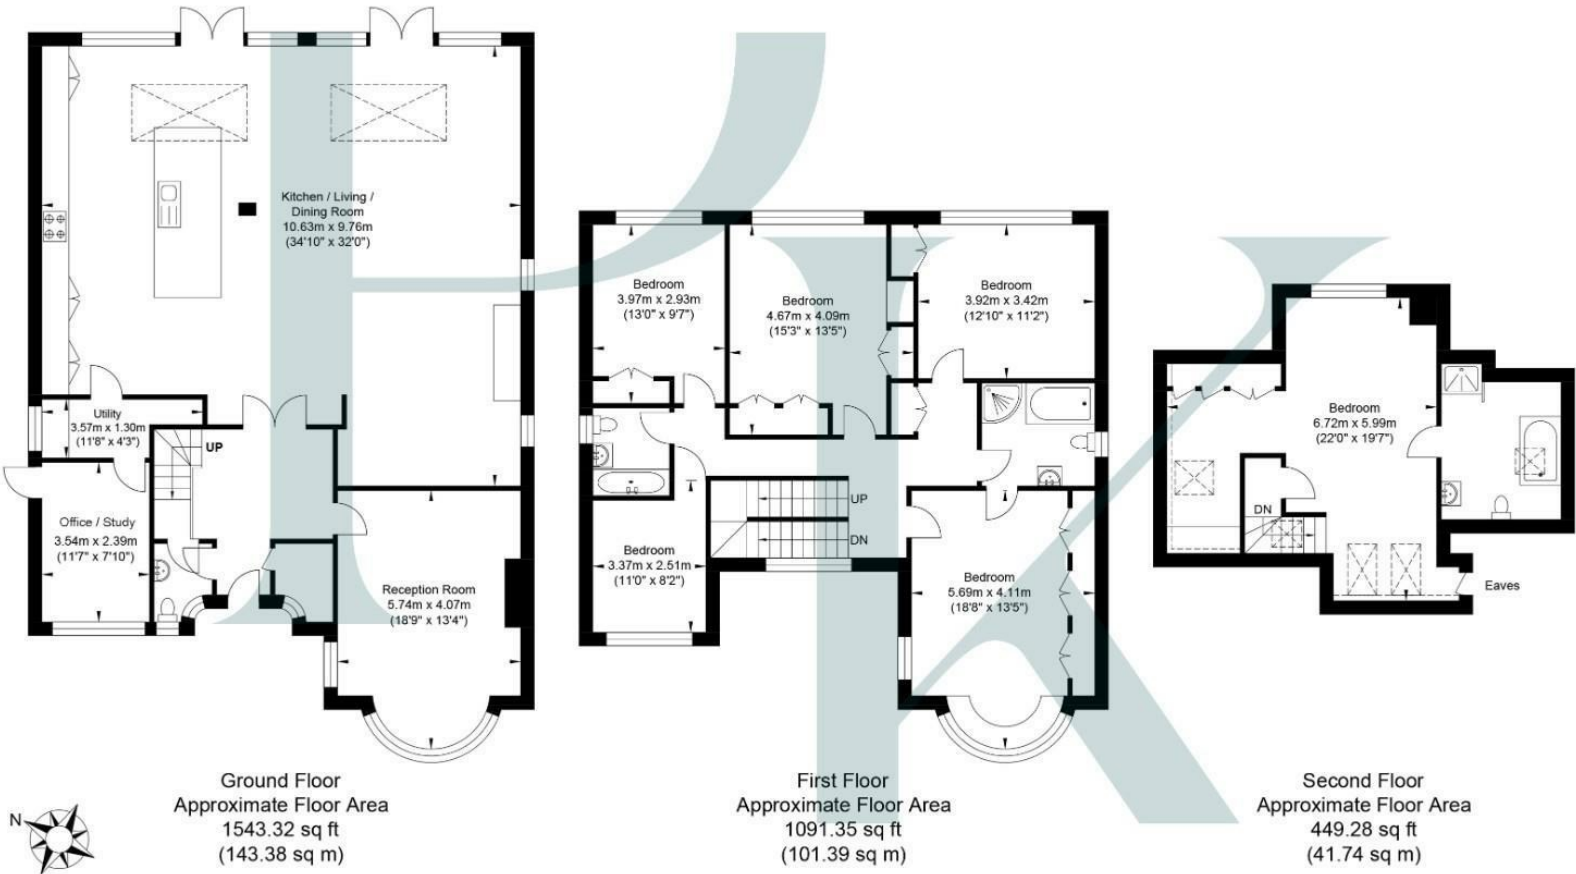 Kitchen / Living /
Dining Room
10.63m x 9.76m
(34'10" x 32'0")
Utility
3.57m x 1.30m
(11'8" x 4'3")
UP
Office / Study
3.54m x 2.39m
(11'7" x 7'10")
Reception Room
5.74m x 4.07m
(18'9" x 13'4")
Ground Floor
Approximate Floor Area
1543.32 sq ft
(143.38 sq m)
N
Bedroom
3.97m x 2.93m
(13'0" x 9'7")
Bedroom
4.67m x 4.09m
(15'3" x 13'5")
Bedroom
3.92m x 3.42m
(12'10" x 11'2")
UP
DN
Bedroom
3.37m x 2.51m
(11'0" x 8'2")
Bedroom
5.69m x 4.11m
(18'8" x 13'5")
First Floor
Approximate Floor Area
1091.35 sq ft
(101.39 sq m)
Bedroom
6.72m x 5.99m
(22'0" x 19'7")
DN
Eaves
Second Floor
Approximate Floor Area
449.28 sq ft
(41.74 sq m)